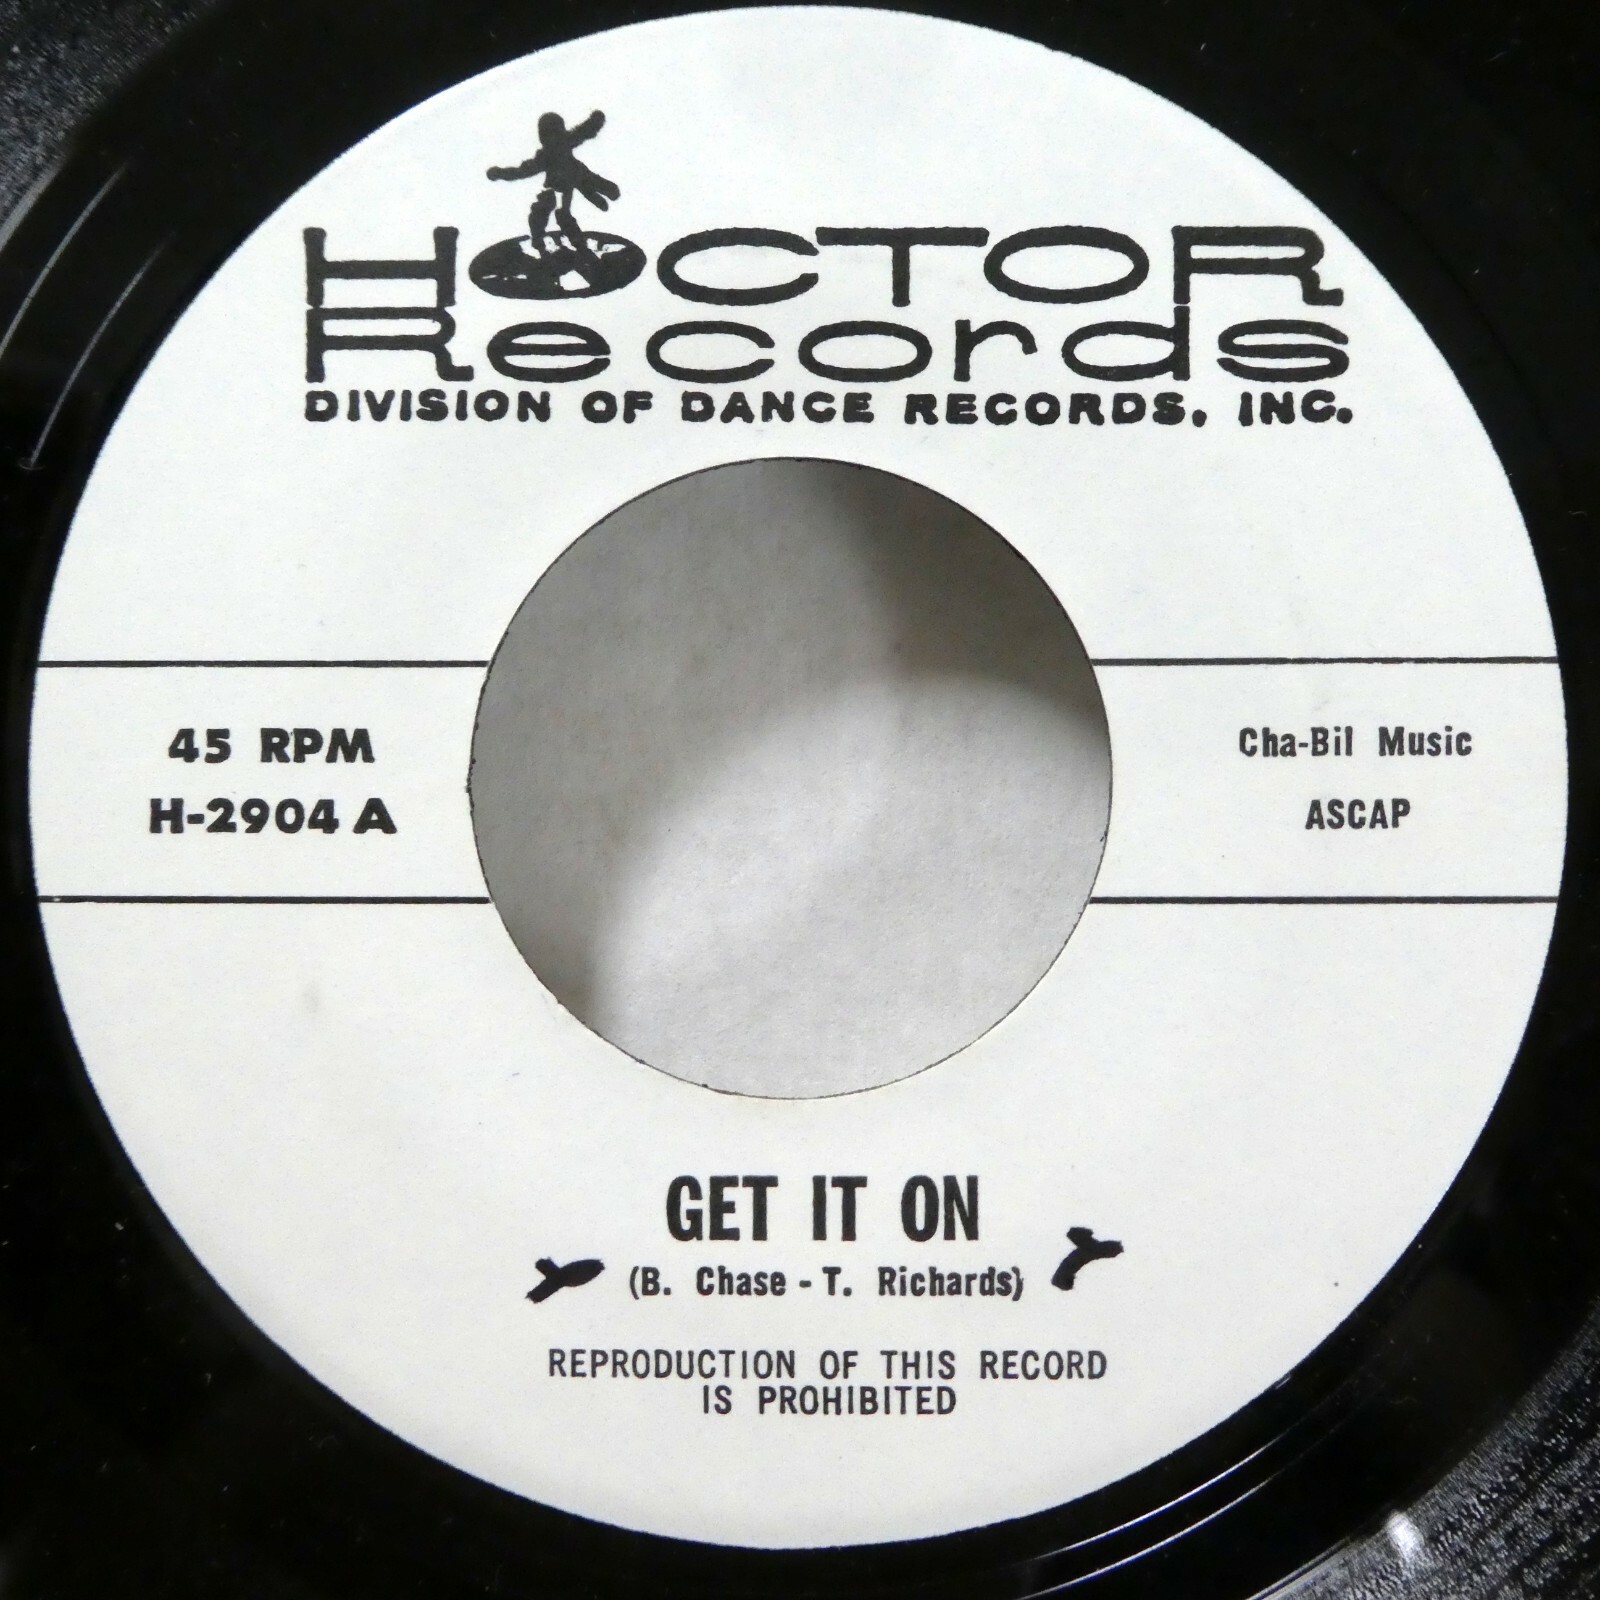 HOCTOR
Records
DIVISION OF DANCE RECORDS, INC.
45 RPM
H-2904 A
Cha-Bil Music
ASCAP
GET IT ON
(B. Chase - T. Richards)
REPRODUCTION OF THIS RECORD
IS PROHIBITED